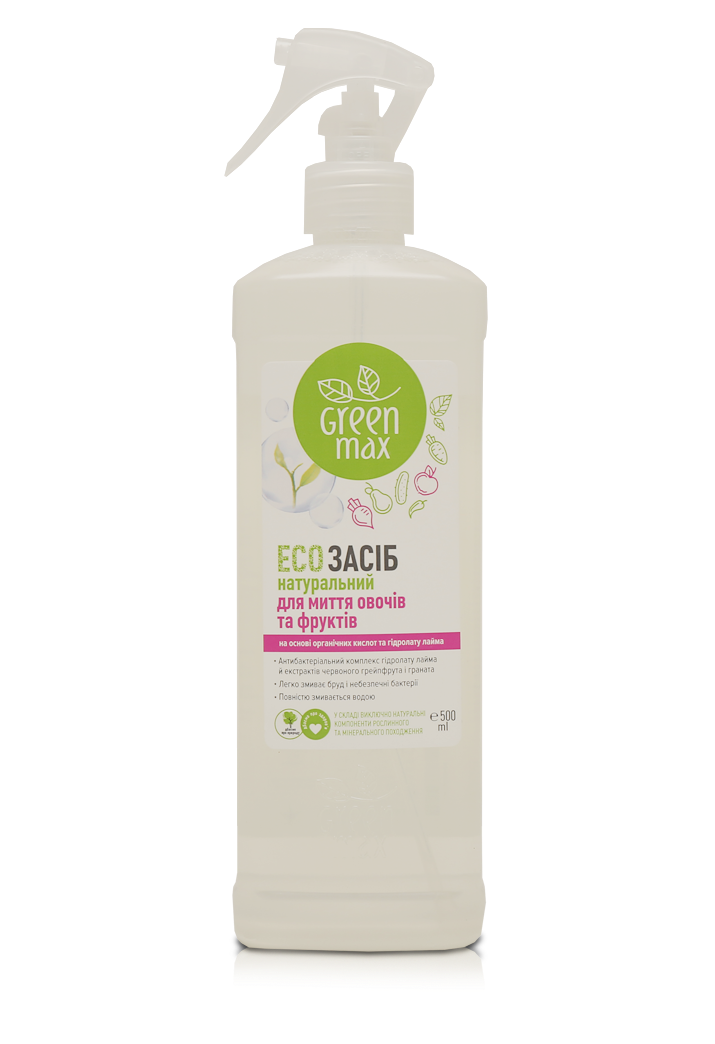 Green
max
ECO ЗАСІБ
натуральний
для миття овочів
та фруктів
на основі органічних кислот та гідролату лайма
• Антибактеріальний комплекс гідролату лайма
й екстрактів червоного грейпфрута і граната
• Легко змиває бруд і небезпечні бактерії
• Повністю змивається водою
У СКЛАДІ ВИКЛЮЧНО НАТУРАЛЬНІ
КОМПОНЕНТИ РОСЛИННОГО
ТА МІНЕРАЛЬНОГО ПОХОДЖЕННЯ
℮ 500
ml